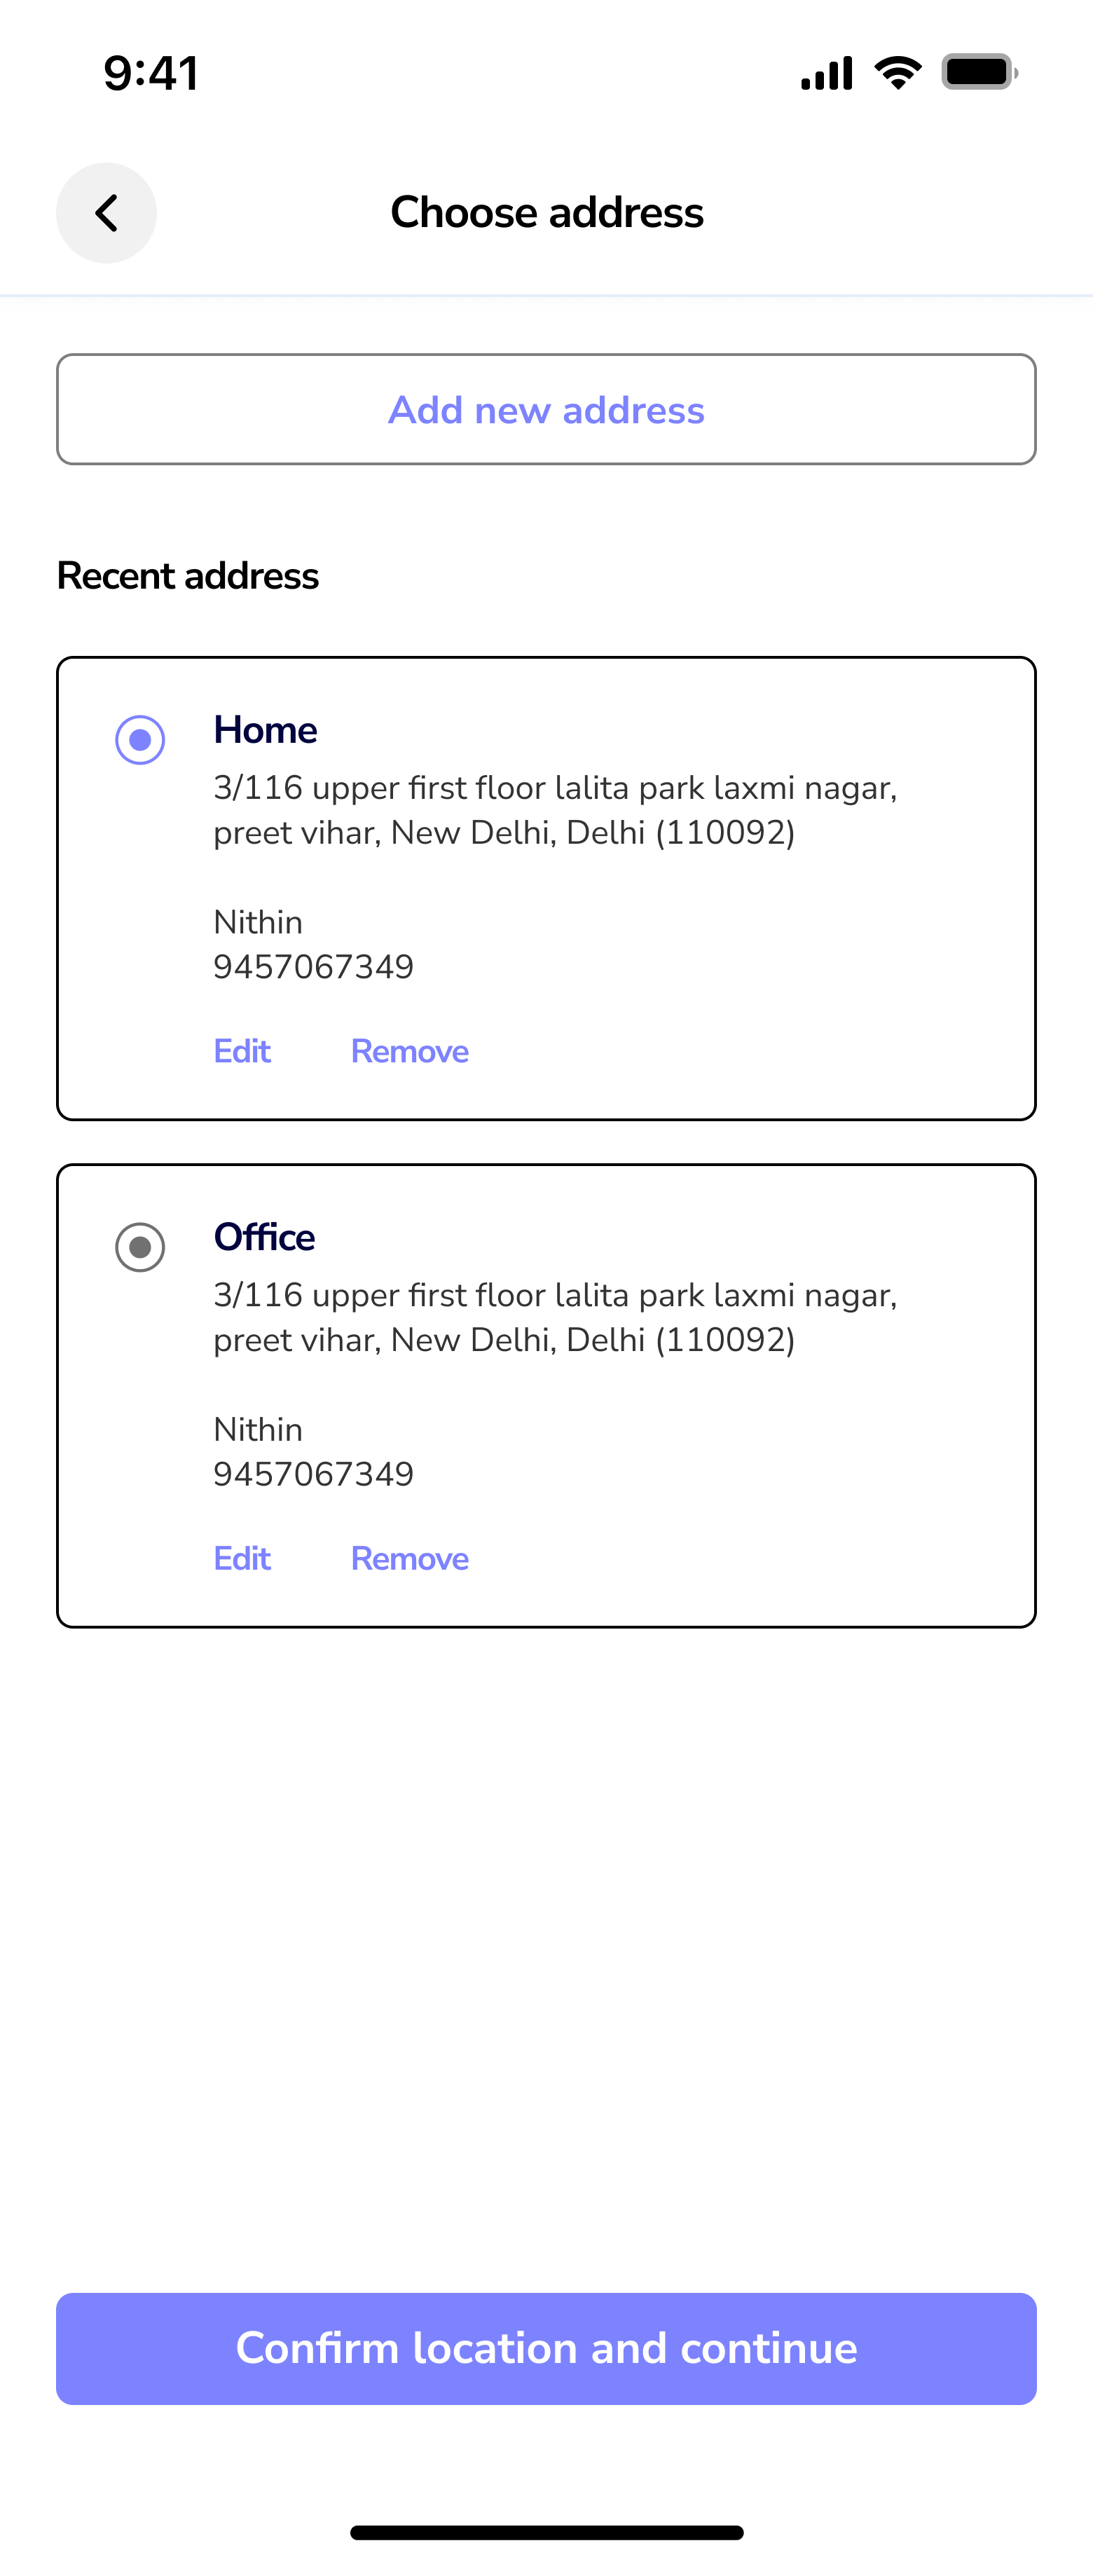 9:41
Choose address
Add new address
Recent address
Home
3/116 upper first floor lalita park laxmi nagar,
preet vihar, New Delhi, Delhi (110092)
Nithin
9457067349
Edit Remove
Office
3/116 upper first floor lalita park laxmi nagar,
preet vihar, New Delhi, Delhi (110092)
Nithin
9457067349
Edit Remove
Confirm location and continue